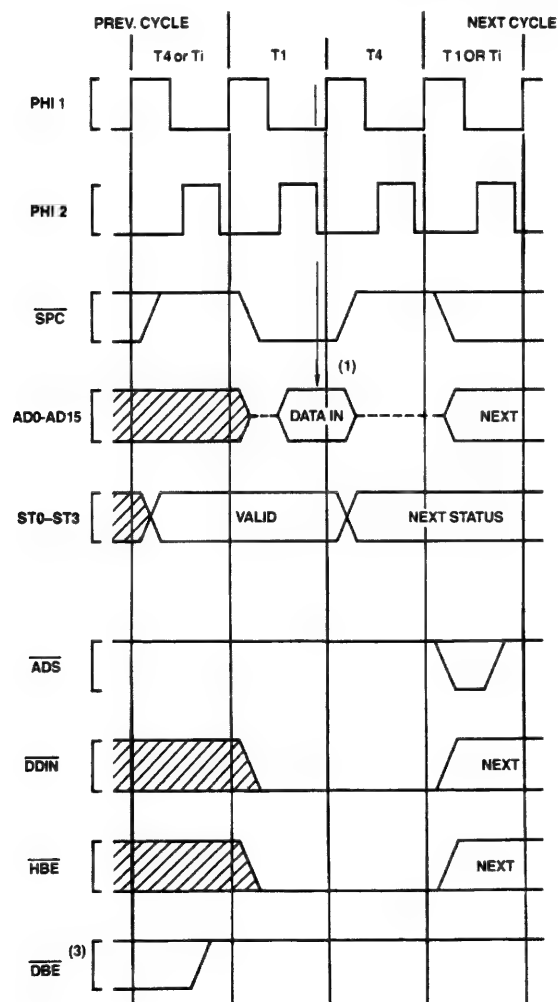 PREV. CYCLE NEXT CYCLE
T4 or Ti T1 T4 T1 OR Ti
PHI 1
PHI 2
SPC
(1)
AD0-AD15 DATA IN NEXT
ST0–ST3 VALID NEXT STATUS
ADS
DDIN NEXT
HBE NEXT
DBE (3)